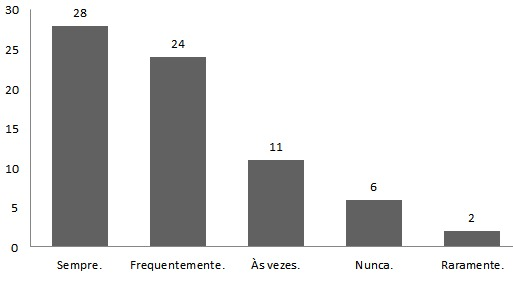 30
25
20
15
10
5
0
28
24
11
6
2
Sempre.
Frequentemente.
Às vezes.
Nunca.
Raramente.